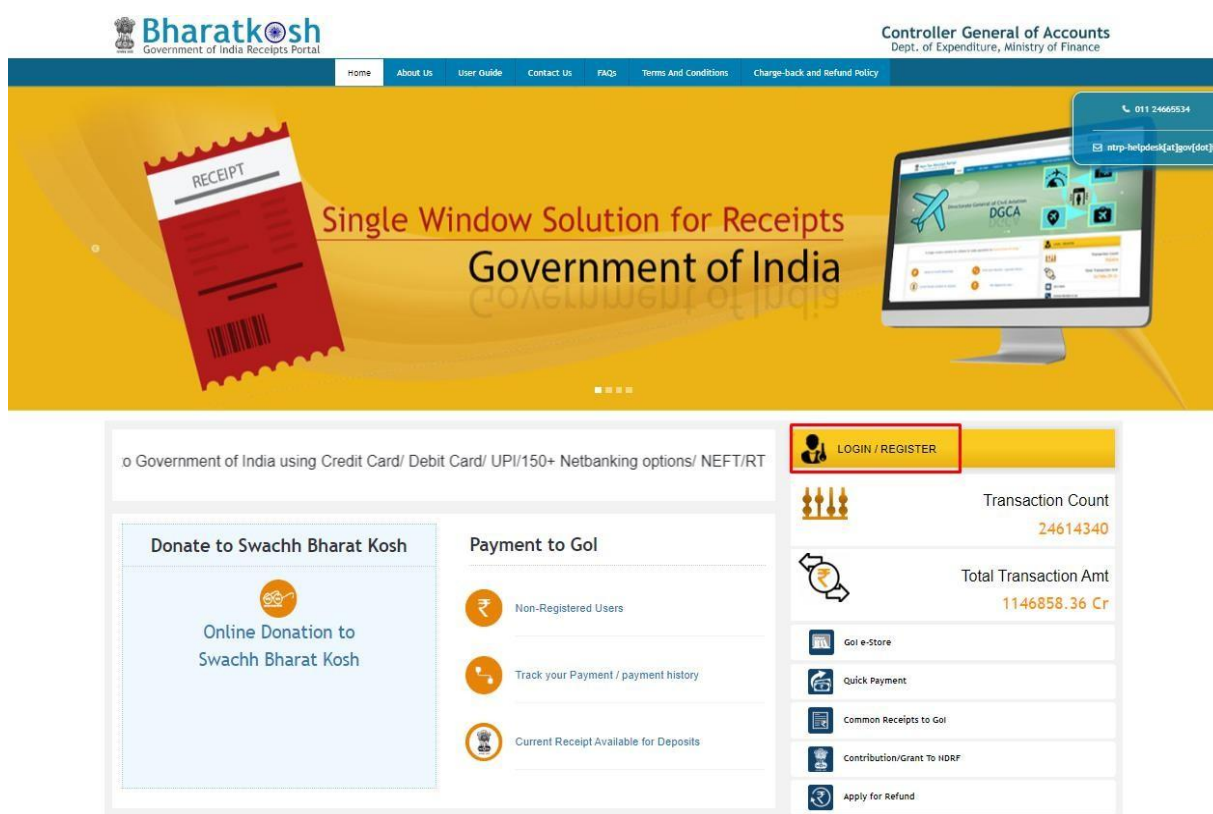 Bharatkosh
Government of India Receipts Portal
Controller General of Accounts
Dept. of Expenditure, Ministry of Finance
Home About Us User Guide Contact Us FAQs Terms And Conditions Charge-back and Refund Policy
011 24665534
ntrp-helpdesk[at]gov[dot]
RECEIPT
Single Window Solution for Receipts
Government of India
DGCA
o Government of India using Credit Card/ Debit Card/ UPI/150+ Netbanking options/ NEFT/RT
LOGIN / REGISTER
Transaction Count
24614340
Total Transaction Amt
1146858.36 Cr
Donate to Swachh Bharat Kosh
Online Donation to
Swachh Bharat Kosh
Payment to GoI
Non-Registered Users
Track your Payment / payment history
Current Receipt Available for Deposits
GoI e-Store
Quick Payment
Common Receipts to GoI
Contribution/Grant To NDRF
Apply for Refund